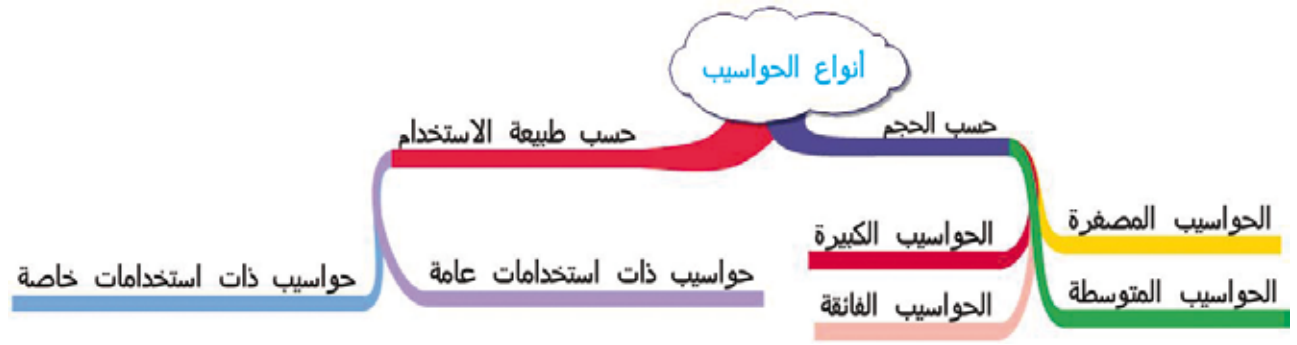 أنواع الحواسيب
حسب الحجم
الحواسيب المصغرة
الحواسيب المتوسطة
الحواسيب الكبيرة
الحواسيب الفائقة
حسب طبيعة الاستخدام
حواسيب ذات استخدامات عامة
حواسيب ذات استخدامات خاصة